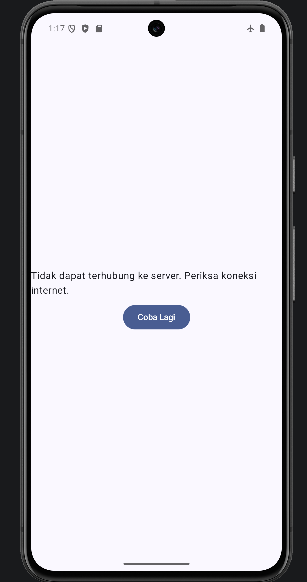 1:17
Tidak dapat terhubung ke server. Periksa koneksi
internet.
Coba Lagi